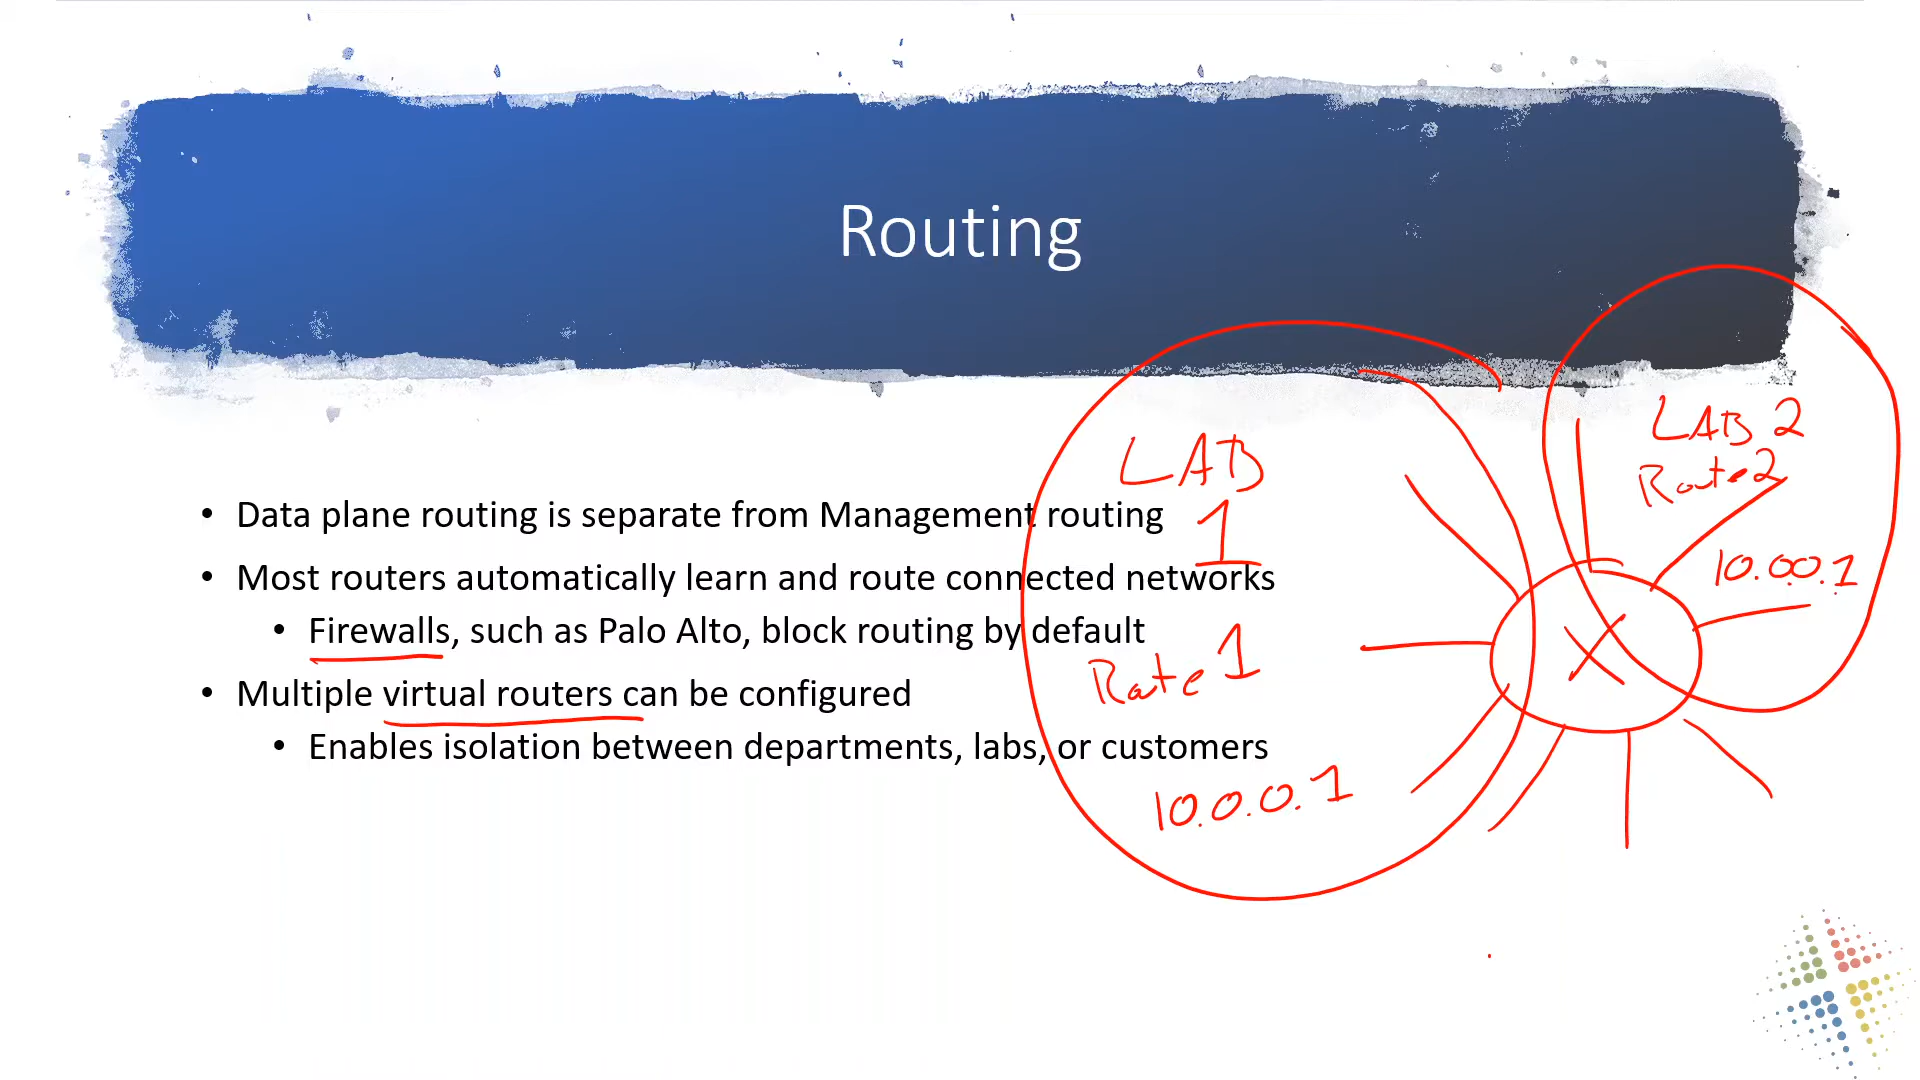 Routing
• Data plane routing is separate from Management routing
• Most routers automatically learn and route connected networks
• Firewalls, such as Palo Alto, block routing by default
• Multiple virtual routers can be configured
• Enables isolation between departments, labs, or customers
LAB
1
Route 1
10.0.0.1
LAB 2
Route 2
10.0.0.1
X